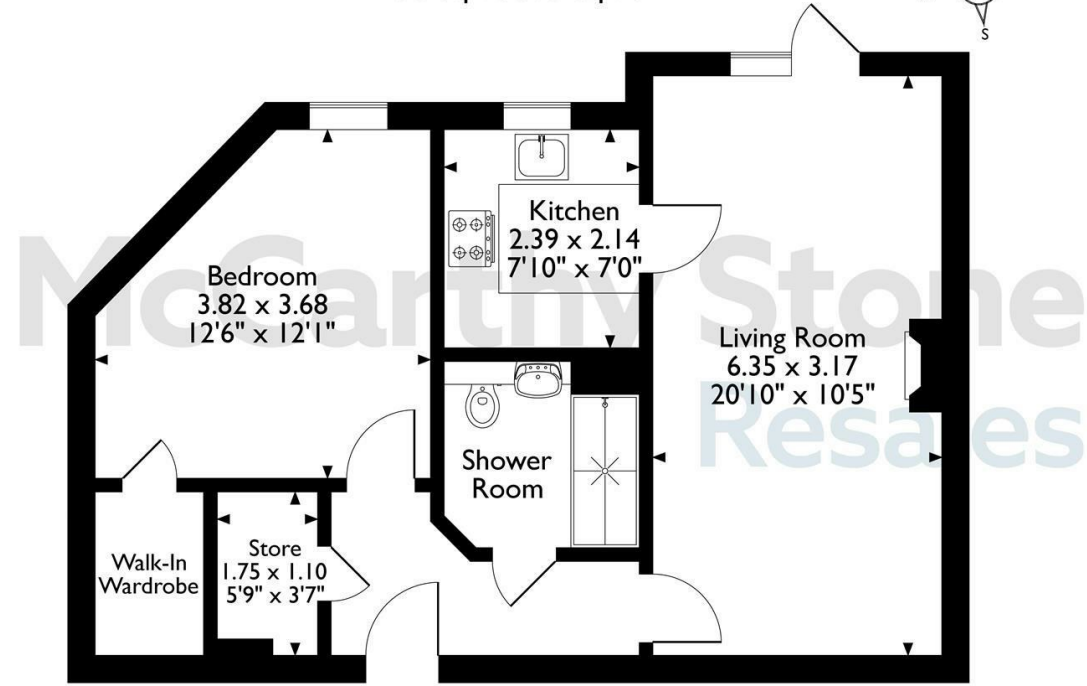 S
Kitchen
2.39 x 2.14
7'10" x 7'0"
Bedroom
3.82 x 3.68
12'6" x 12'1"
McCarthy Stone
Resales
Living Room
6.35 x 3.17
20'10" x 10'5"
Shower
Room
Store
1.75 x 1.10
5'9" x 3'7"
Walk-In
Wardrobe